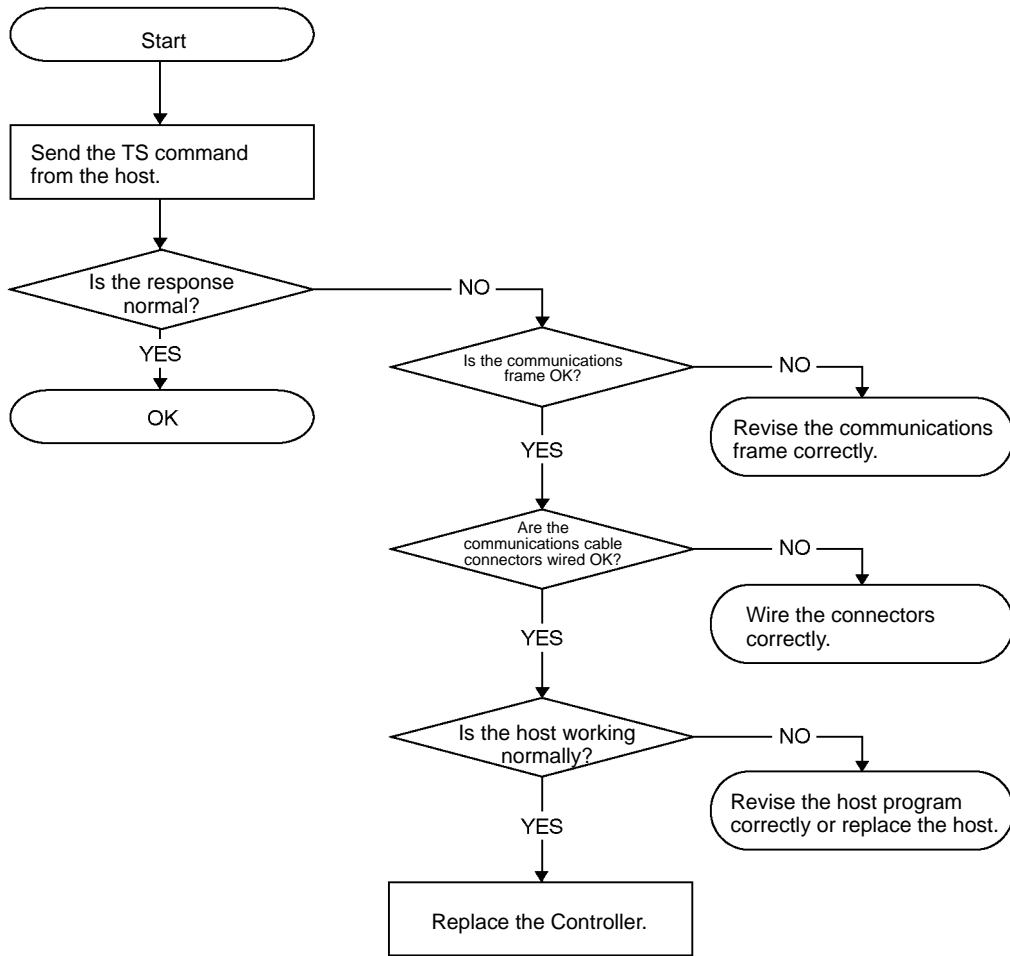 Start
Send the TS command
from the host.
Is the response
normal?
NO
YES
OK
Is the communications
frame OK?
NO
Revise the communications
frame correctly.
YES
Are the
communications cable
connectors wired OK?
NO
Wire the connectors
correctly.
YES
Is the host working
normally?
NO
Revise the host program
correctly or replace the host.
YES
Replace the Controller.